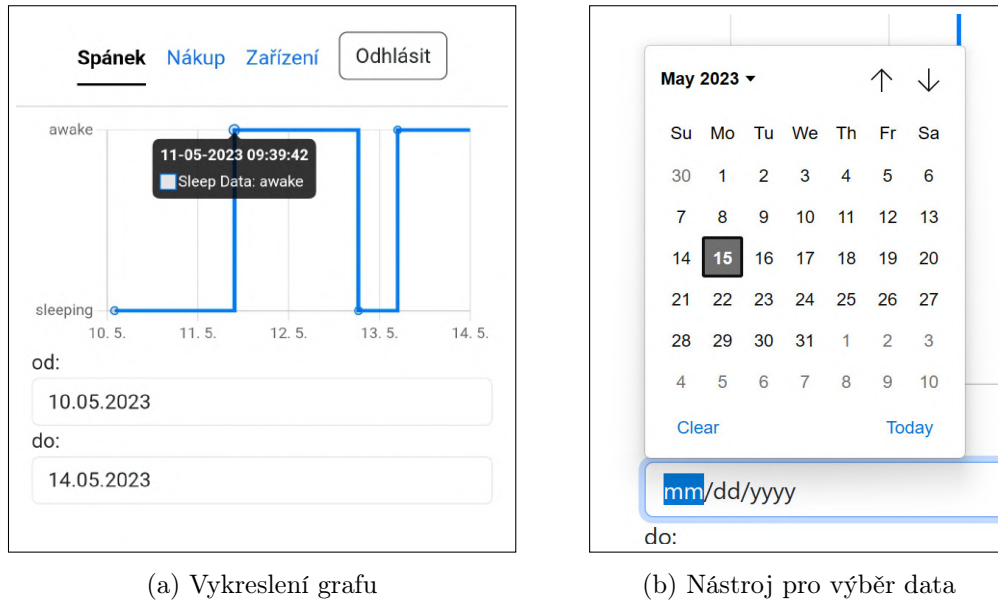 Spánek Nákup Zařízení Odhlásit
awake
11-05-2023 09:39:42
Sleep Data: awake
sleeping
10. 5. 11. 5. 12. 5. 13. 5. 14. 5.
od:
10.05.2023
do:
14.05.2023
(a) Vykreslení grafu
May 2023
Su Mo Tu We Th Fr Sa
30 1 2 3 4 5 6
7 8 9 10 11 12 13
14 15 16 17 18 19 20
21 22 23 24 25 26 27
28 29 30 31 1 2 3
4 5 6 7 8 9 10
Clear Today
mm/dd/yyyy
do:
(b) Nástroj pro výběr data